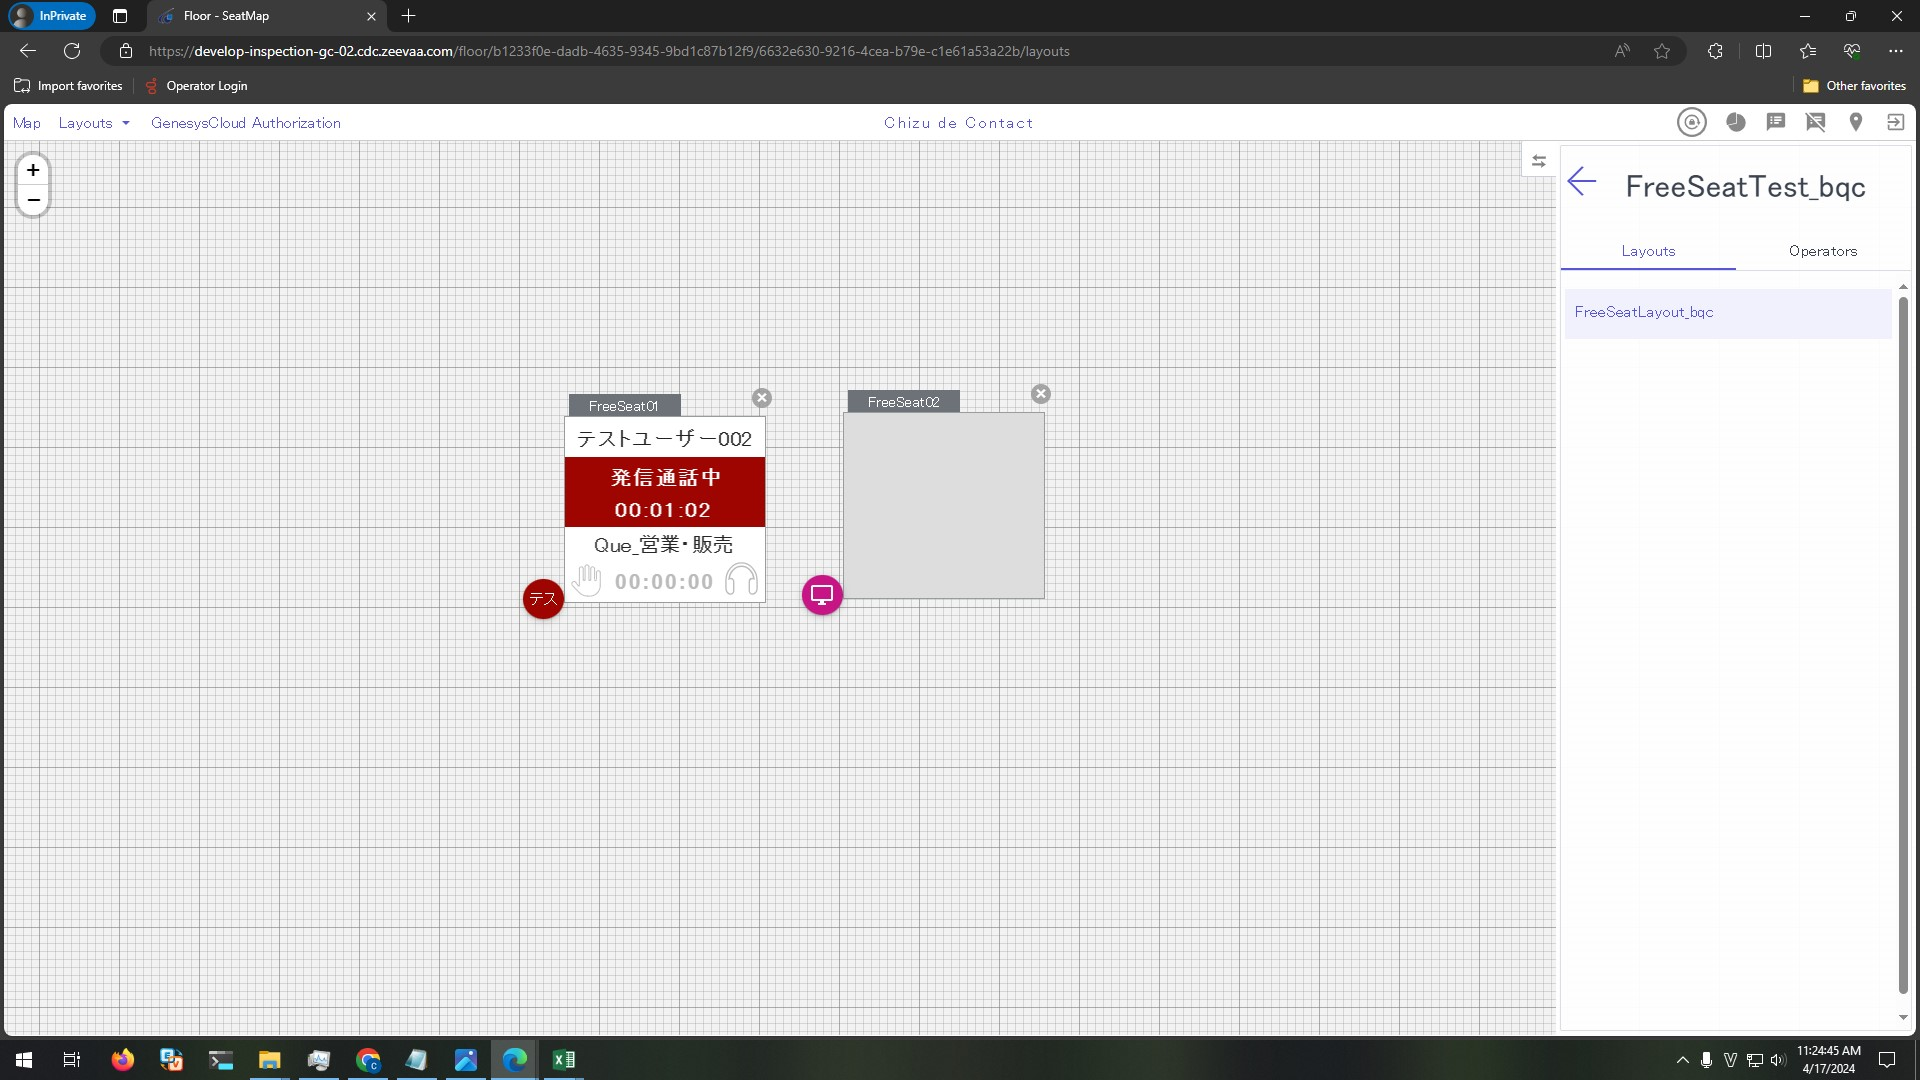 InPrivate
Floor - SeatMap
https://develop-inspection-gc-02.cdc.zeevaa.com/floor/b1233f0e-dadb-4635-9345-9bd1c87b12f9/6632e630-9216-4cea-b79e-c1e61a53a22b/layouts
Import favorites
Operator Login
Other favorites
Map
Layouts
GenesysCloud Authorization
Chizu de Contact
+
−
FreeSeatTest_bqc
Layouts
Operators
FreeSeatLayout_bqc
FreeSeat01
テストユーザー002
発信通話中
00:01:02
Que_営業・販売
00:00:00
テス
FreeSeat02
11:24:45 AM
4/17/2024